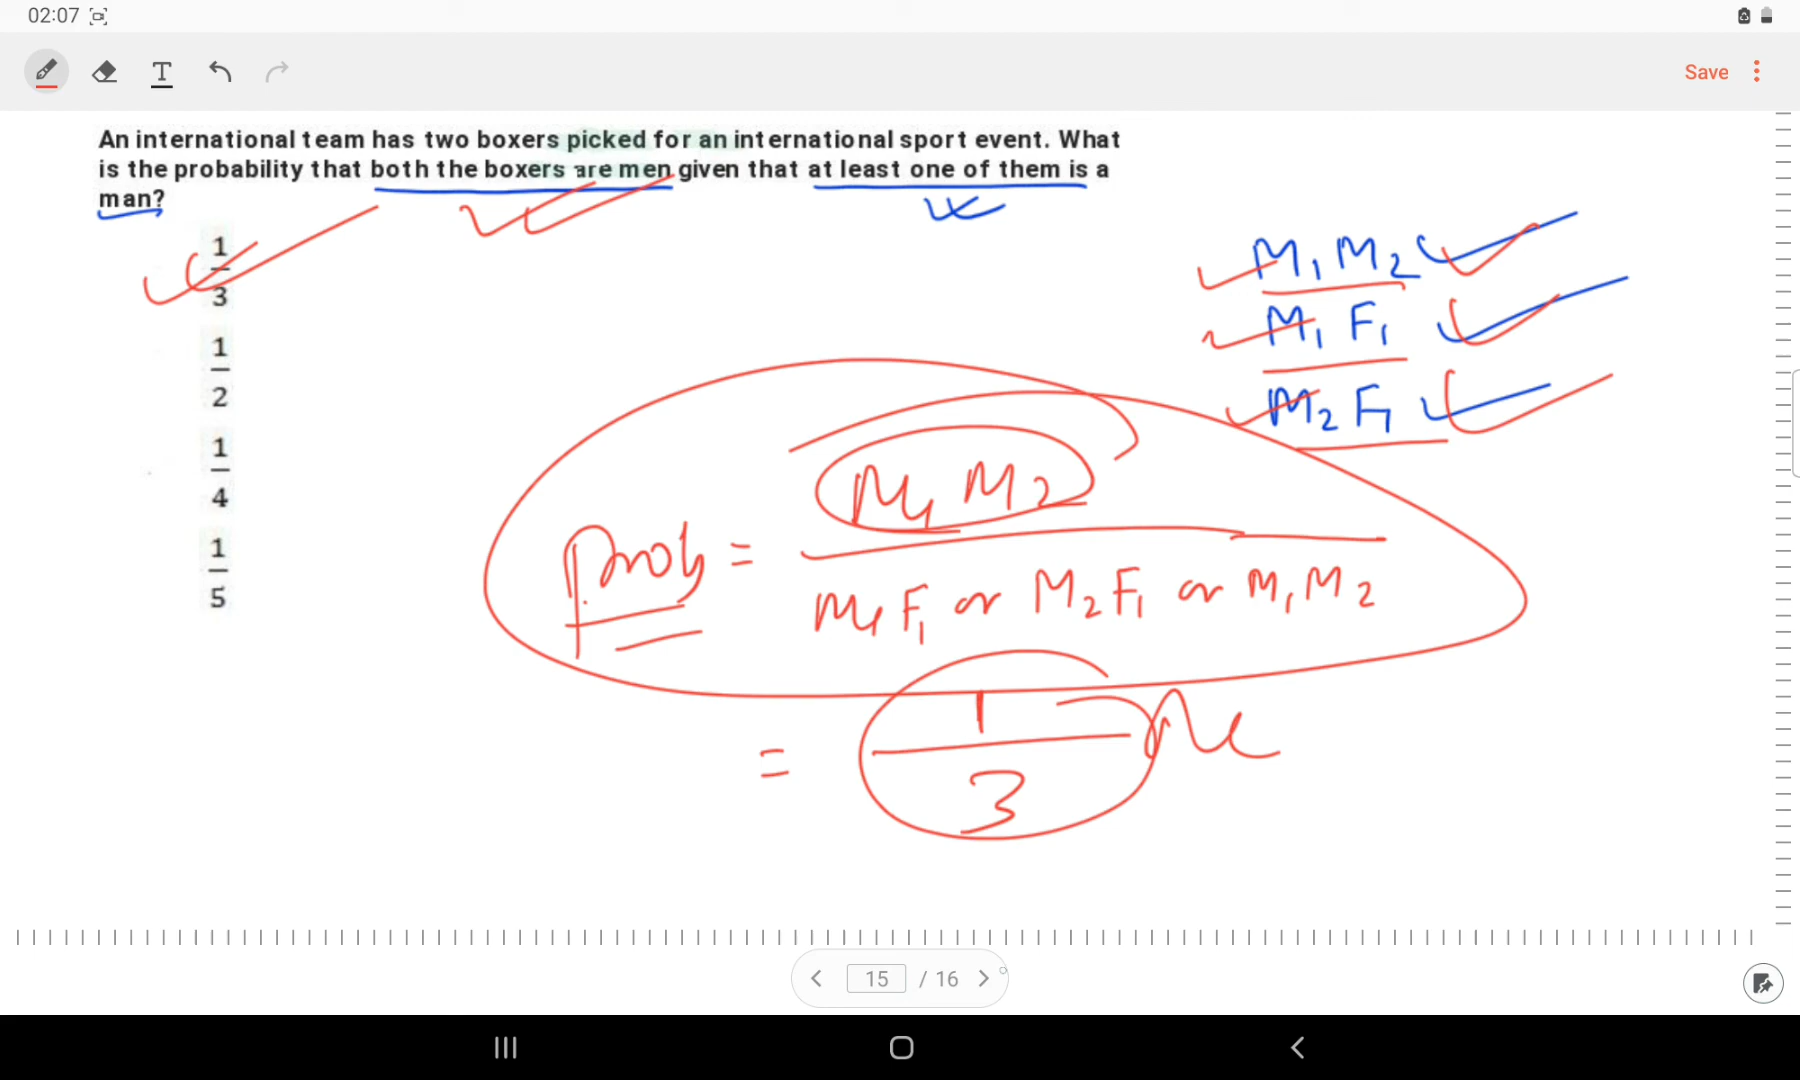 02:07
T
Save
An international team has two boxers picked for an international sport event. What
is the probability that both the boxers are men given that at least one of them is a
man?
1
3
1
2
1
4
1
5
M1 M2
M1 F1
M2 F1
M1 M2
Prob =
M1 F1 or M2 F1 or M1 M2
= 1
3
15 / 16